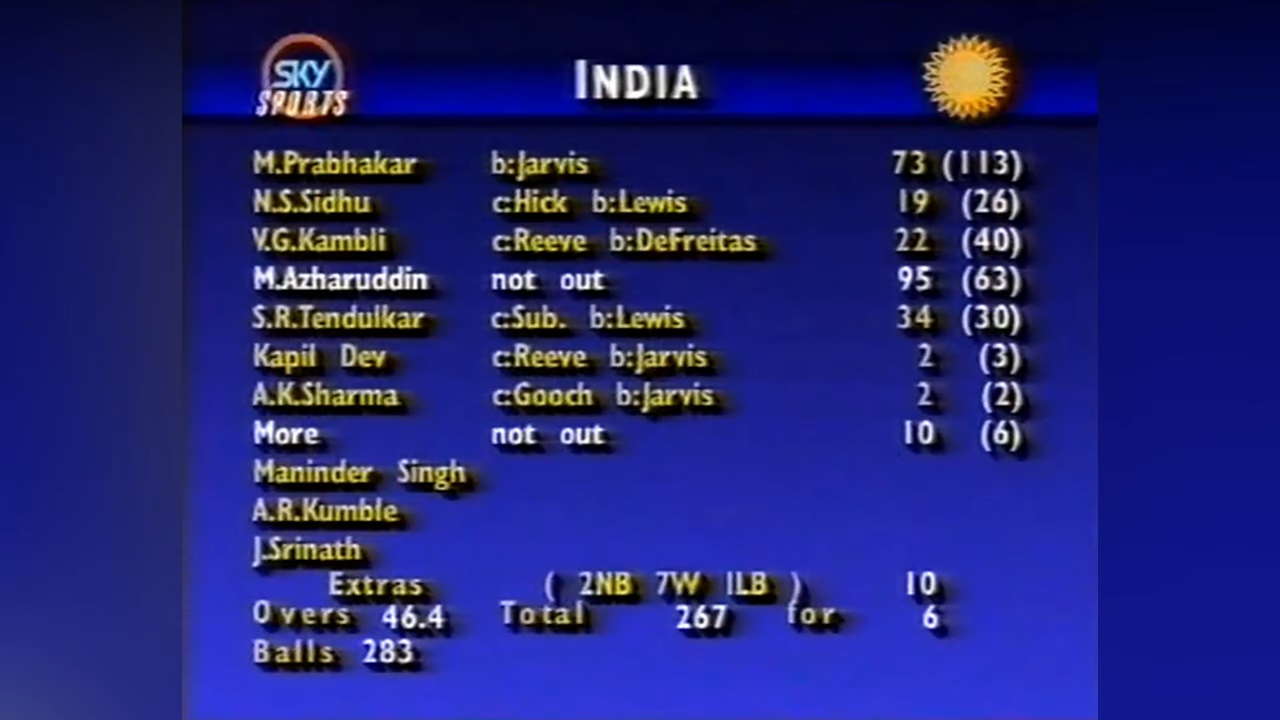 SKY SPORTS
INDIA
M.Prabhakar b:Jarvis 73 (113)
N.S.Sidhu c:Hick b:Lewis 19 (26)
V.G.Kambli c:Reeve b:DeFreitas 22 (40)
M.Azharuddin not out 95 (63)
S.R.Tendulkar c:Sub. b:Lewis 34 (30)
Kapil Dev c:Reeve b:Jarvis 2 (3)
A.K.Sharma c:Gooch b:Jarvis 2 (2)
More not out 10 (6)
Maninder Singh
A.R.Kumble
J.Srinath
Extras ( 2NB 7W 1LB ) 10
Overs 46.4 Total 267 for 6
Balls 283